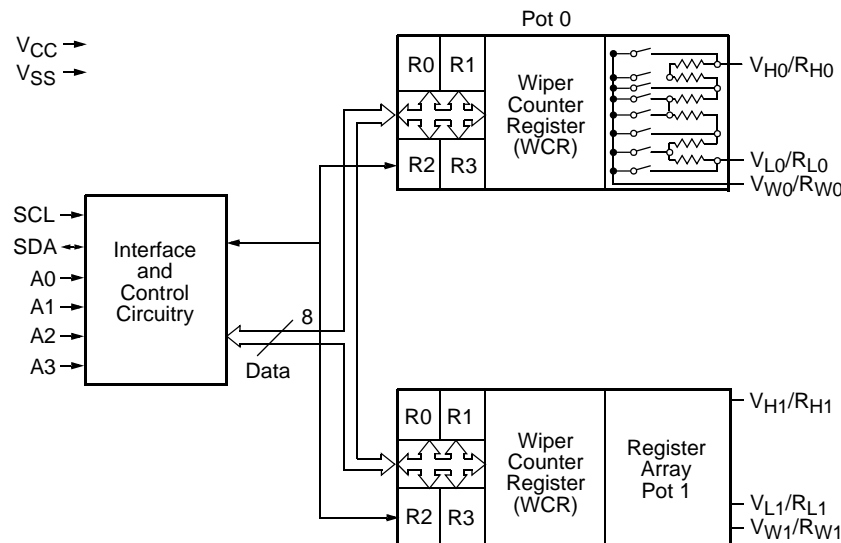 Pot 0
VCC
VSS
R0 R1
R2 R3
Wiper
Counter
Register
(WCR)
VH0/RH0
VL0/RL0
VW0/RW0
SCL
SDA
A0
A1
A2
A3
Interface
and
Control
Circuitry
8
Data
R0 R1
R2 R3
Wiper
Counter
Register
(WCR)
Register
Array
Pot 1
VH1/RH1
VL1/RL1
VW1/RW1